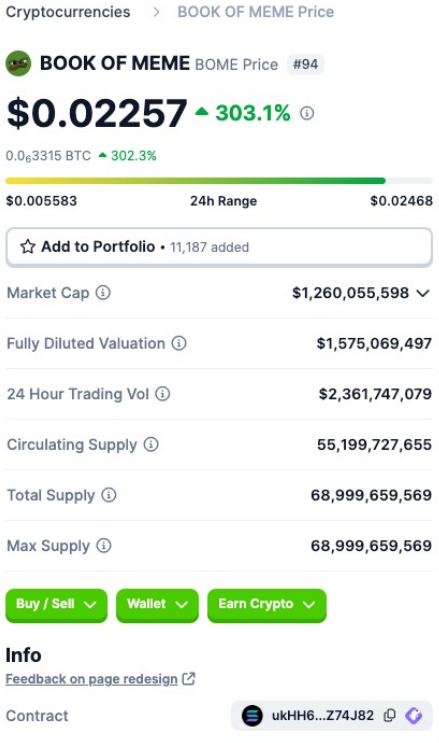 Cryptocurrencies > BOOK OF MEME Price
BOOK OF MEME BOME Price #94
$0.02257 ▲ 303.1%
0.0₆3315 BTC ▲ 302.3%
$0.005583 24h Range $0.02468
Add to Portfolio • 11,187 added
Market Cap $1,260,055,598
Fully Diluted Valuation $1,575,069,497
24 Hour Trading Vol $2,361,747,079
Circulating Supply 55,199,727,655
Total Supply 68,999,659,569
Max Supply 68,999,659,569
Buy / Sell Wallet Earn Crypto
Info
Feedback on page redesign
Contract ukHH6...Z74J82